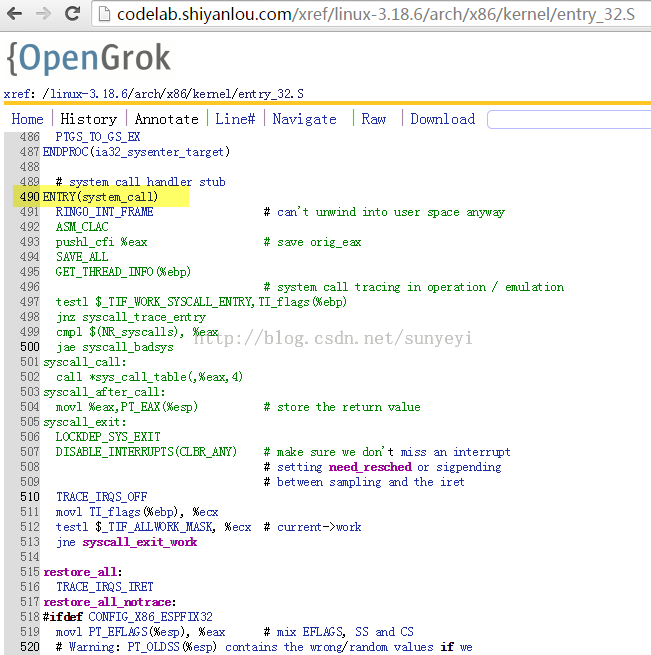 codelab.shiyanlou.com/xref/linux-3.18.6/arch/x86/kernel/entry_32.S
{OpenGrok
xref: /linux-3.18.6/arch/x86/kernel/entry_32.S
Home | History | Annotate | Line# | Navigate | Raw | Download
486 PTGS_TO_GS_EX
487 ENDPROC(ia32_sysenter_target)
488
489 # system call handler stub
490 ENTRY(system_call)
491 RING0_INT_FRAME # can't unwind into user space anyway
492 ASM_CLAC
493 pushl_cfi %eax # save orig_eax
494 SAVE_ALL
495 GET_THREAD_INFO(%ebp)
496 # system call tracing in operation / emulation
497 testl $_TIF_WORK_SYSCALL_ENTRY,TI_flags(%ebp)
498 jnz syscall_trace_entry
499 cmpl $(NR_syscalls), %eax
500 jae syscall_badsys
http://blog.csdn.net/sunyeyi
501 syscall_call:
502 call *sys_call_table(,%eax,4)
503 syscall_after_call:
504 movl %eax,PT_EAX(%esp) # store the return value
505 syscall_exit:
506 LOCKDEP_SYS_EXIT
507 DISABLE_INTERRUPTS(CLBR_ANY) # make sure we don't miss an interrupt
508 # setting need_resched or sigpending
509 # between sampling and the iret
510 TRACE_IRQS_OFF
511 movl TI_flags(%ebp), %ecx
512 testl $_TIF_ALLWORK_MASK, %ecx # current->work
513 jne syscall_exit_work
514
515 restore_all:
516 TRACE_IRQS_IRET
517 restore_all_notrace:
518 #ifdef CONFIG_X86_ESPFIX32
519 movl PT_EFLAGS(%esp), %eax # mix EFLAGS, SS and CS
520 # Warning: PT_OLDSS(%esp) contains the wrong/random values if we